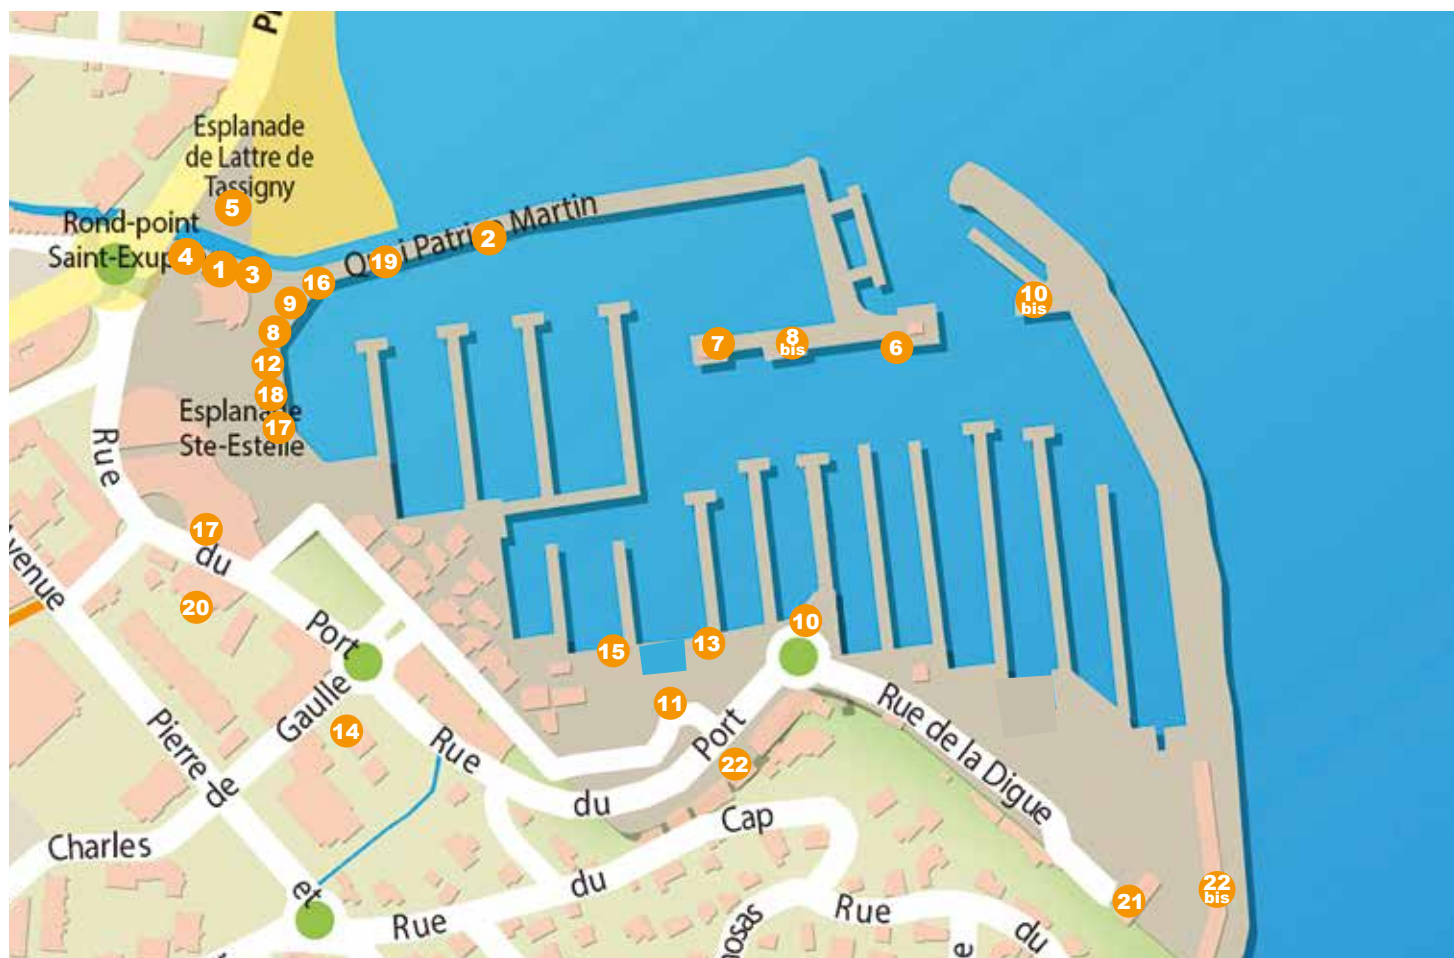 Esplanade
de Lattre de
Tassigny
5
Rond-point
Saint-Exup
4
1
3
Quai Patrice Martin
19
2
16
9
8
12
18
Esplanade
17
Ste-Estelle
7
8
bis
6
10
bis
Rue
17
du
20
Port
14
Gaulle
de
Charles
Pierre
et
Rue
du
Port
15
13
11
10
22
Rue de la Digue
21
22
bis
Rue
du
Cap
Rue
du